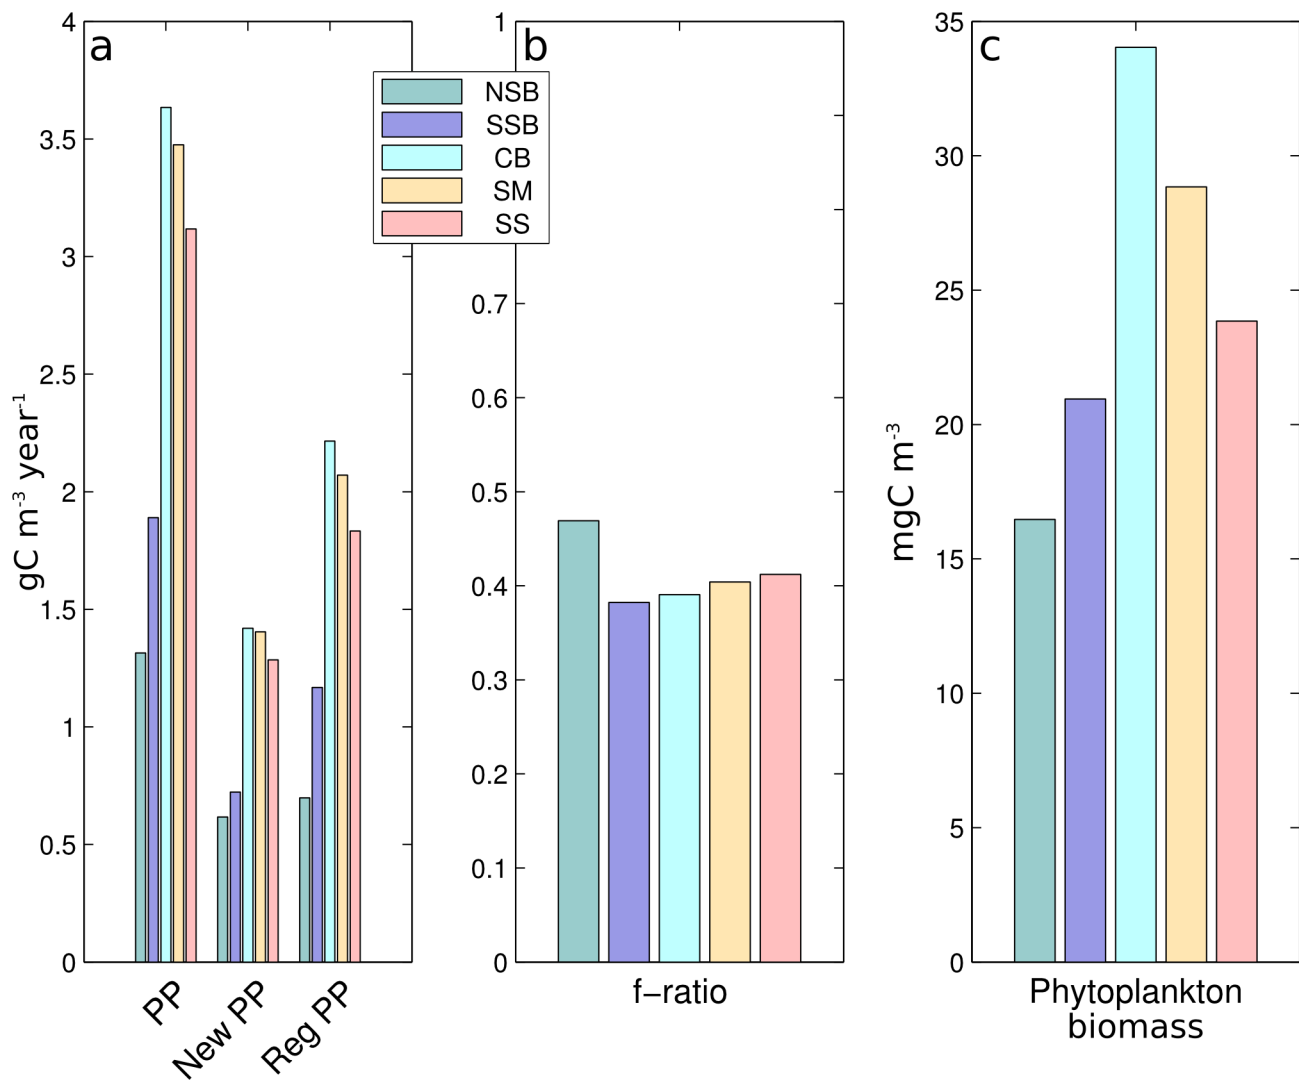 a
4
3.5
3
2.5
2
1.5
1
0.5
0
gC m-3 year-1
PP
New PP
Reg PP
NSB
SSB
CB
SM
SS
b
1
0.7
0.6
0.5
0.4
0.3
0.2
0.1
0
f−ratio
c
35
30
25
20
15
10
5
0
mgC m-3
Phytoplankton
biomass